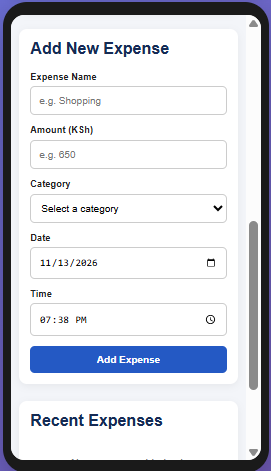 Add New Expense
Expense Name
e.g. Shopping
Amount (KSh)
e.g. 650
Category
Select a category
Date
11/13/2026
Time
07:38 PM
Add Expense
Recent Expenses